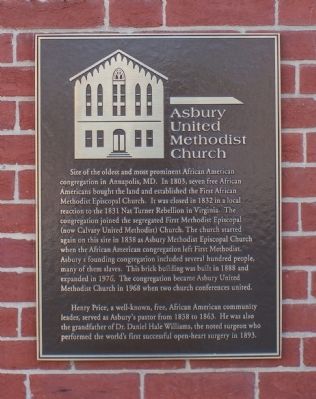 Asbury
United
Methodist
Church
Site of the oldest and most prominent African American
congregation in Annapolis, MD. In 1803, seven free African
Americans bought the land and established the First African
Methodist Episcopal Church. It was closed in 1832 in a local
reaction to the 1831 Nat Turner Rebellion in Virginia. The
congregation joined the segregated First Methodist Episcopal
(now Calvary United Methodist) Church. The church started
again on this site in 1838 as Asbury Methodist Episcopal Church
when the African American congregation left First Methodist.
Asbury's founding congregation included several hundred people,
many of them slaves. This brick building was built in 1888 and
expanded in 1976. The congregation became Asbury United
Methodist Church in 1968 when two church conferences united.
Henry Price, a well-known, free, African American community
leader, served as Asbury's pastor from 1838 to 1863. He was also
the grandfather of Dr. Daniel Hale Williams, the noted surgeon who
performed the world's first successful open-heart surgery in 1893.